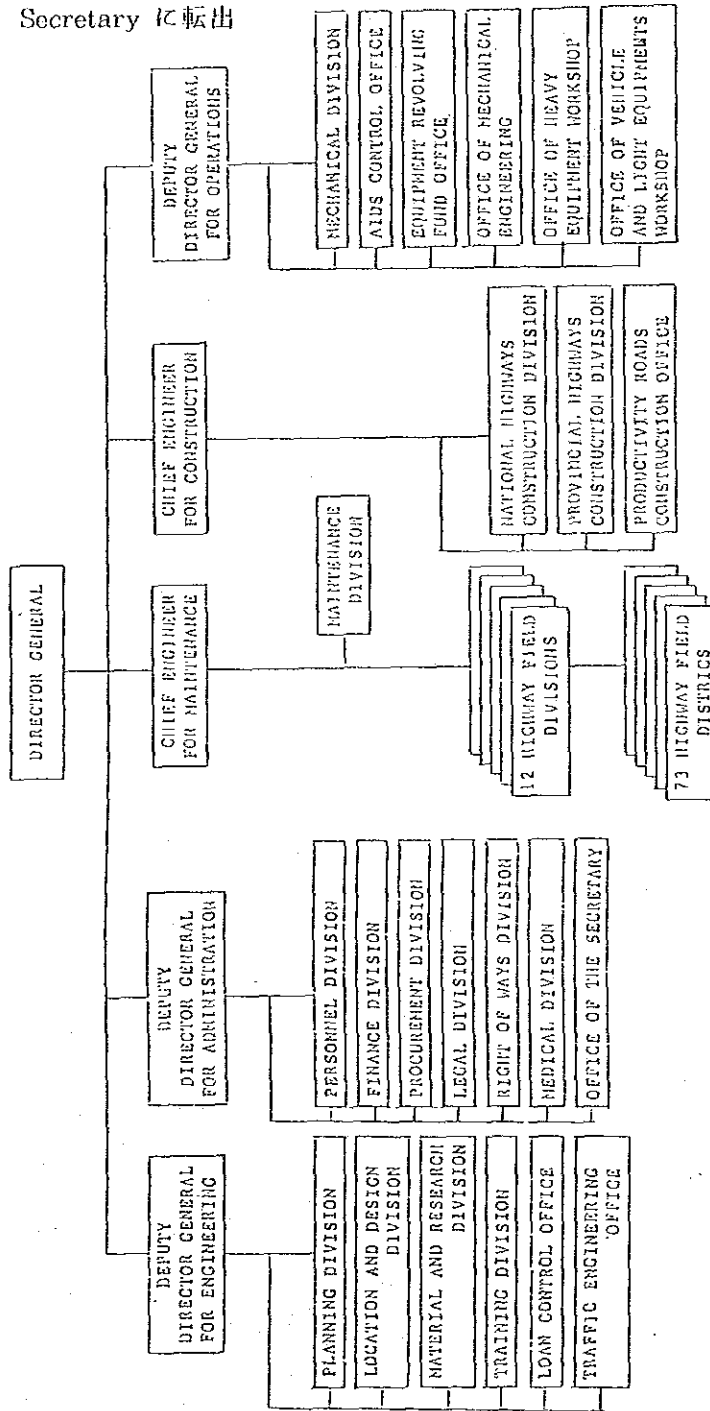 Secretary に転出
DIRECTOR GENERAL
DEPUTY
DIRECTOR GENERAL
FOR ENGINEERING
PLANNING DIVISION
LOCATION AND DESIGN
DIVISION
MATERIAL AND RESEARCH
DIVISION
TRAINING DIVISION
LOAN CONTROL OFFICE
TRAFFIC ENGINEERING
OFFICE
DEPUTY
DIRECTOR GENERAL
FOR ADMINISTRATION
PERSONNEL DIVISION
FINANCE DIVISION
PROCUREMENT DIVISION
LEGAL DIVISION
RIGHT OF WAYS DIVISION
MEDICAL DIVISION
OFFICE OF THE SECRETARY
CHIEF ENGINEER
FOR MAINTENANCE
MAINTENANCE
DIVISION
12 HIGHWAY FIELD
DIVISIONS
73 HIGHWAY FIELD
DISTRICS
CHIEF ENGINEER
FOR CONSTRUCTION
NATIONAL HIGHWAYS
CONSTRUCTION DIVISION
PROVINCIAL HIGHWAYS
CONSTRUCTION DIVISION
PRODUCTIVITY ROADS
CONSTRUCTION OFFICE
DEPUTY
DIRECTOR GENERAL
FOR OPERATIONS
MECHANICAL DIVISION
AIDS CONTROL OFFICE
EQUIPMENT REVOLVING
FUND OFFICE
OFFICE OF MECHANICAL
ENGINEERING
OFFICE OF HEAVY
EQUIPMENT WORKSHOP
OFFICE OF VEHICLE
AND LIGHT EQUIPMENTS
WORKSHOP